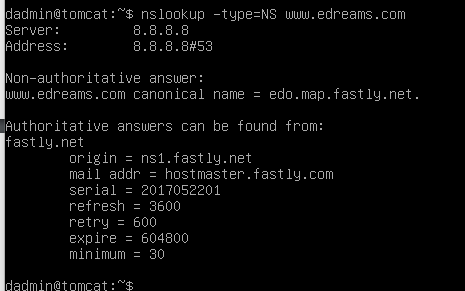 dadmin@tomcat:~$ nslookup -type=NS www.edreams.com
Server:         8.8.8.8
Address:        8.8.8.8#53

Non-authoritative answer:
www.edreams.com canonical name = edo.map.fastly.net.

Authoritative answers can be found from:
fastly.net
        origin = ns1.fastly.net
        mail addr = hostmaster.fastly.com
        serial = 2017052201
        refresh = 3600
        retry = 600
        expire = 604800
        minimum = 30

dadmin@tomcat:~$